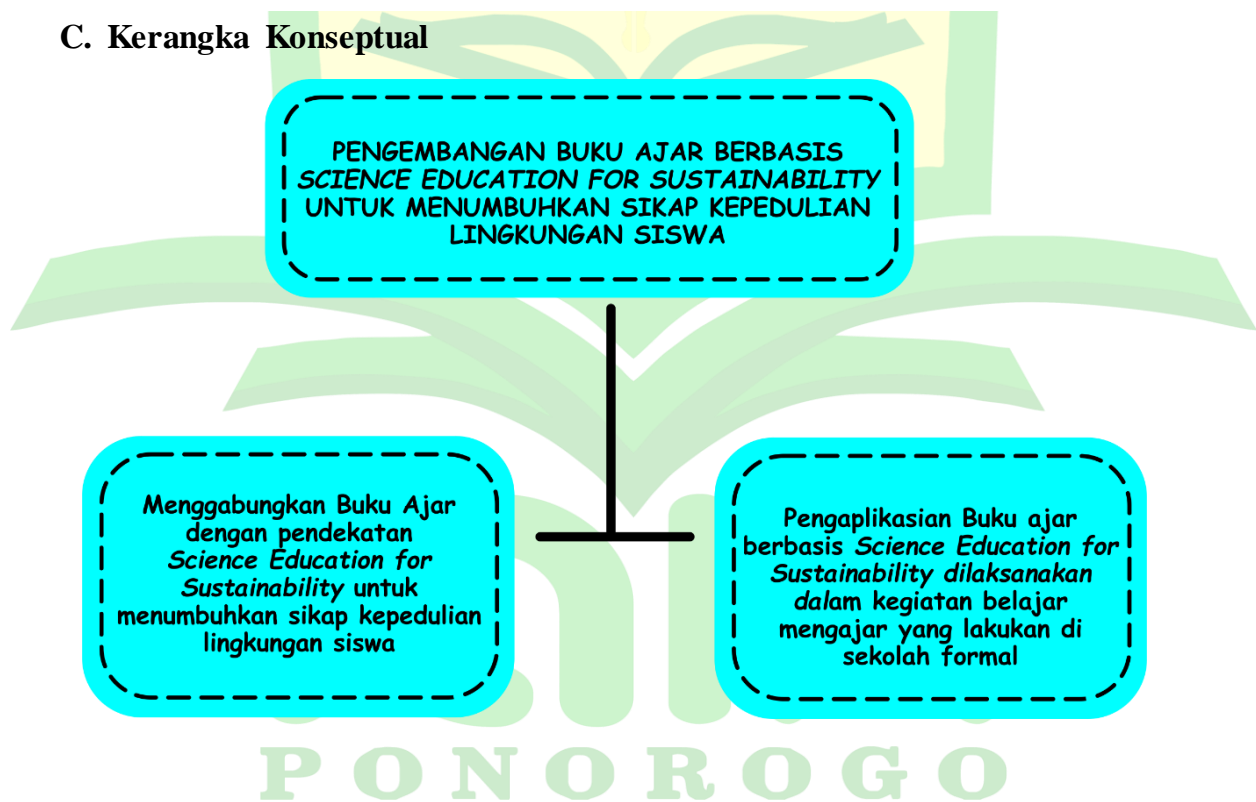 C. Kerangka Konseptual
PENGEMBANGAN BUKU AJAR BERBASIS
SCIENCE EDUCATION FOR SUSTAINABILITY
UNTUK MENUMBUHKAN SIKAP KEPEDULIAN
LINGKUNGAN SISWA
Menggabungkan Buku Ajar
dengan pendekatan
Science Education for
Sustainability untuk
menumbuhkan sikap kepedulian
lingkungan siswa
Pengaplikasian Buku ajar
berbasis Science Education for
Sustainability dilaksanakan
dalam kegiatan belajar
mengajar yang lakukan di
sekolah formal
PONOROGO